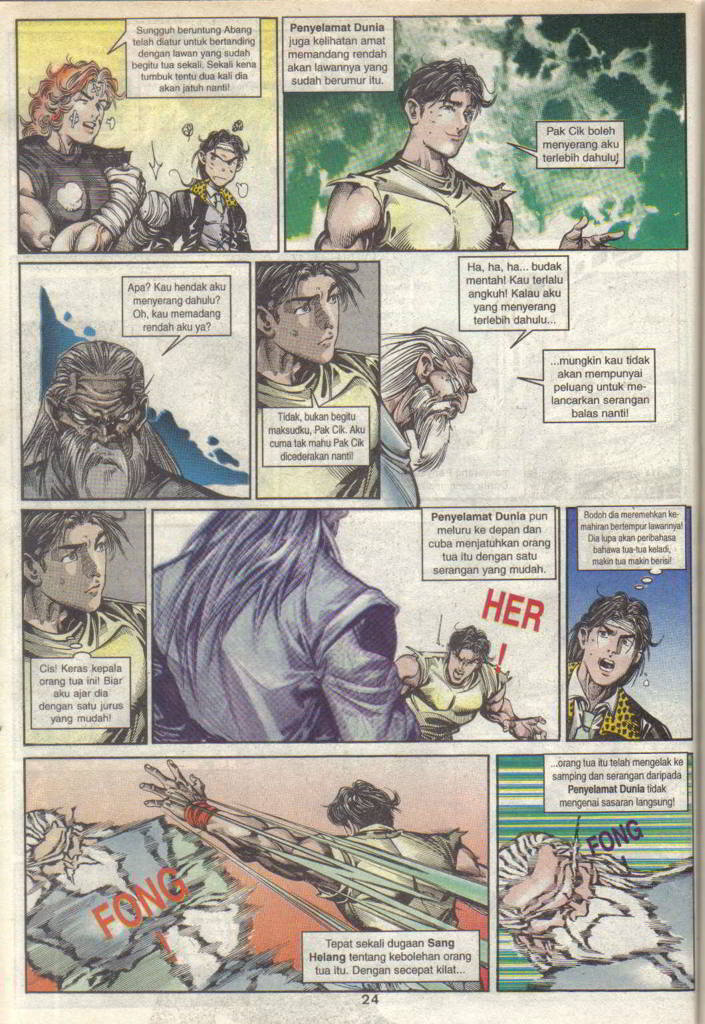 Sungguh beruntung Abang
telah diatur untuk bertanding
dengan lawan yang sudah
begitu tua sekali. Sekali kena
tumbuk tentu dua kali dia
akan jatuh nanti!
Penyelamat Dunia
juga kelihatan amat
memandang rendah
akan lawannya yang
sudah berumur itu.
Pak Cik boleh
menyerang aku
terlebih dahulu!
Apa? Kau hendak aku
menyerang dahulu?
Oh, kau memadang
rendah aku ya?
Tidak, bukan begitu
maksudku, Pak Cik. Aku
cuma tak mahu Pak Cik
dicederakan nanti!
Ha, ha, ha... budak
mentah! Kau terlalu
angkuh! Kalau aku
yang menyerang
terlebih dahulu...
...mungkin kau tidak
akan mempunyai
peluang untuk me-
lancarkan serangan
balas nanti!
Cis! Keras kepala
orang tua ini! Biar
aku ajar dia
dengan satu jurus
yang mudah!
Penyelamat Dunia pun
meluru ke depan dan
cuba menjatuhkan orang
tua itu dengan satu
serangan yang mudah.
HER
!
Bodoh dia meremehkan ke-
mahiran bertempur lawannya!
Dia lupa akan peribahasa
bahawa tua-tua keladi,
makin tua makin berisi!
FONG
!
Tepat sekali dugaan Sang
Helang tentang kebolehan orang
tua itu. Dengan secepat kilat...
...orang tua itu telah mengelak ke
samping dan serangan daripada
Penyelamat Dunia tidak
mengenai sasaran langsung!
FONG
!
24